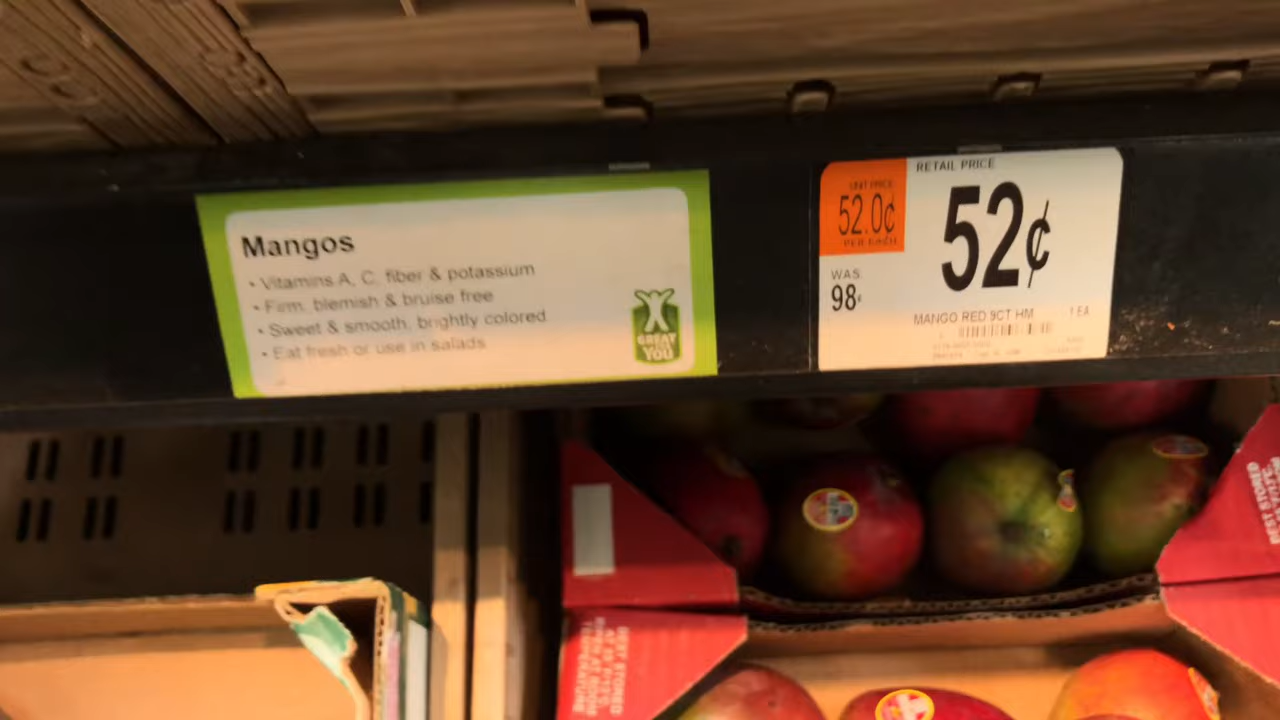 Mangos
• Vitamins A, C, fiber & potassium
• Firm, blemish & bruise free
• Sweet & smooth, brightly colored
• Eat fresh or use in salads
GREAT
YOU
RETAIL PRICE
UNIT PRICE
52.0¢
PER EACH
52¢
WAS
98¢
MANGO RED 9CT HM 1 EA
BEST STORED